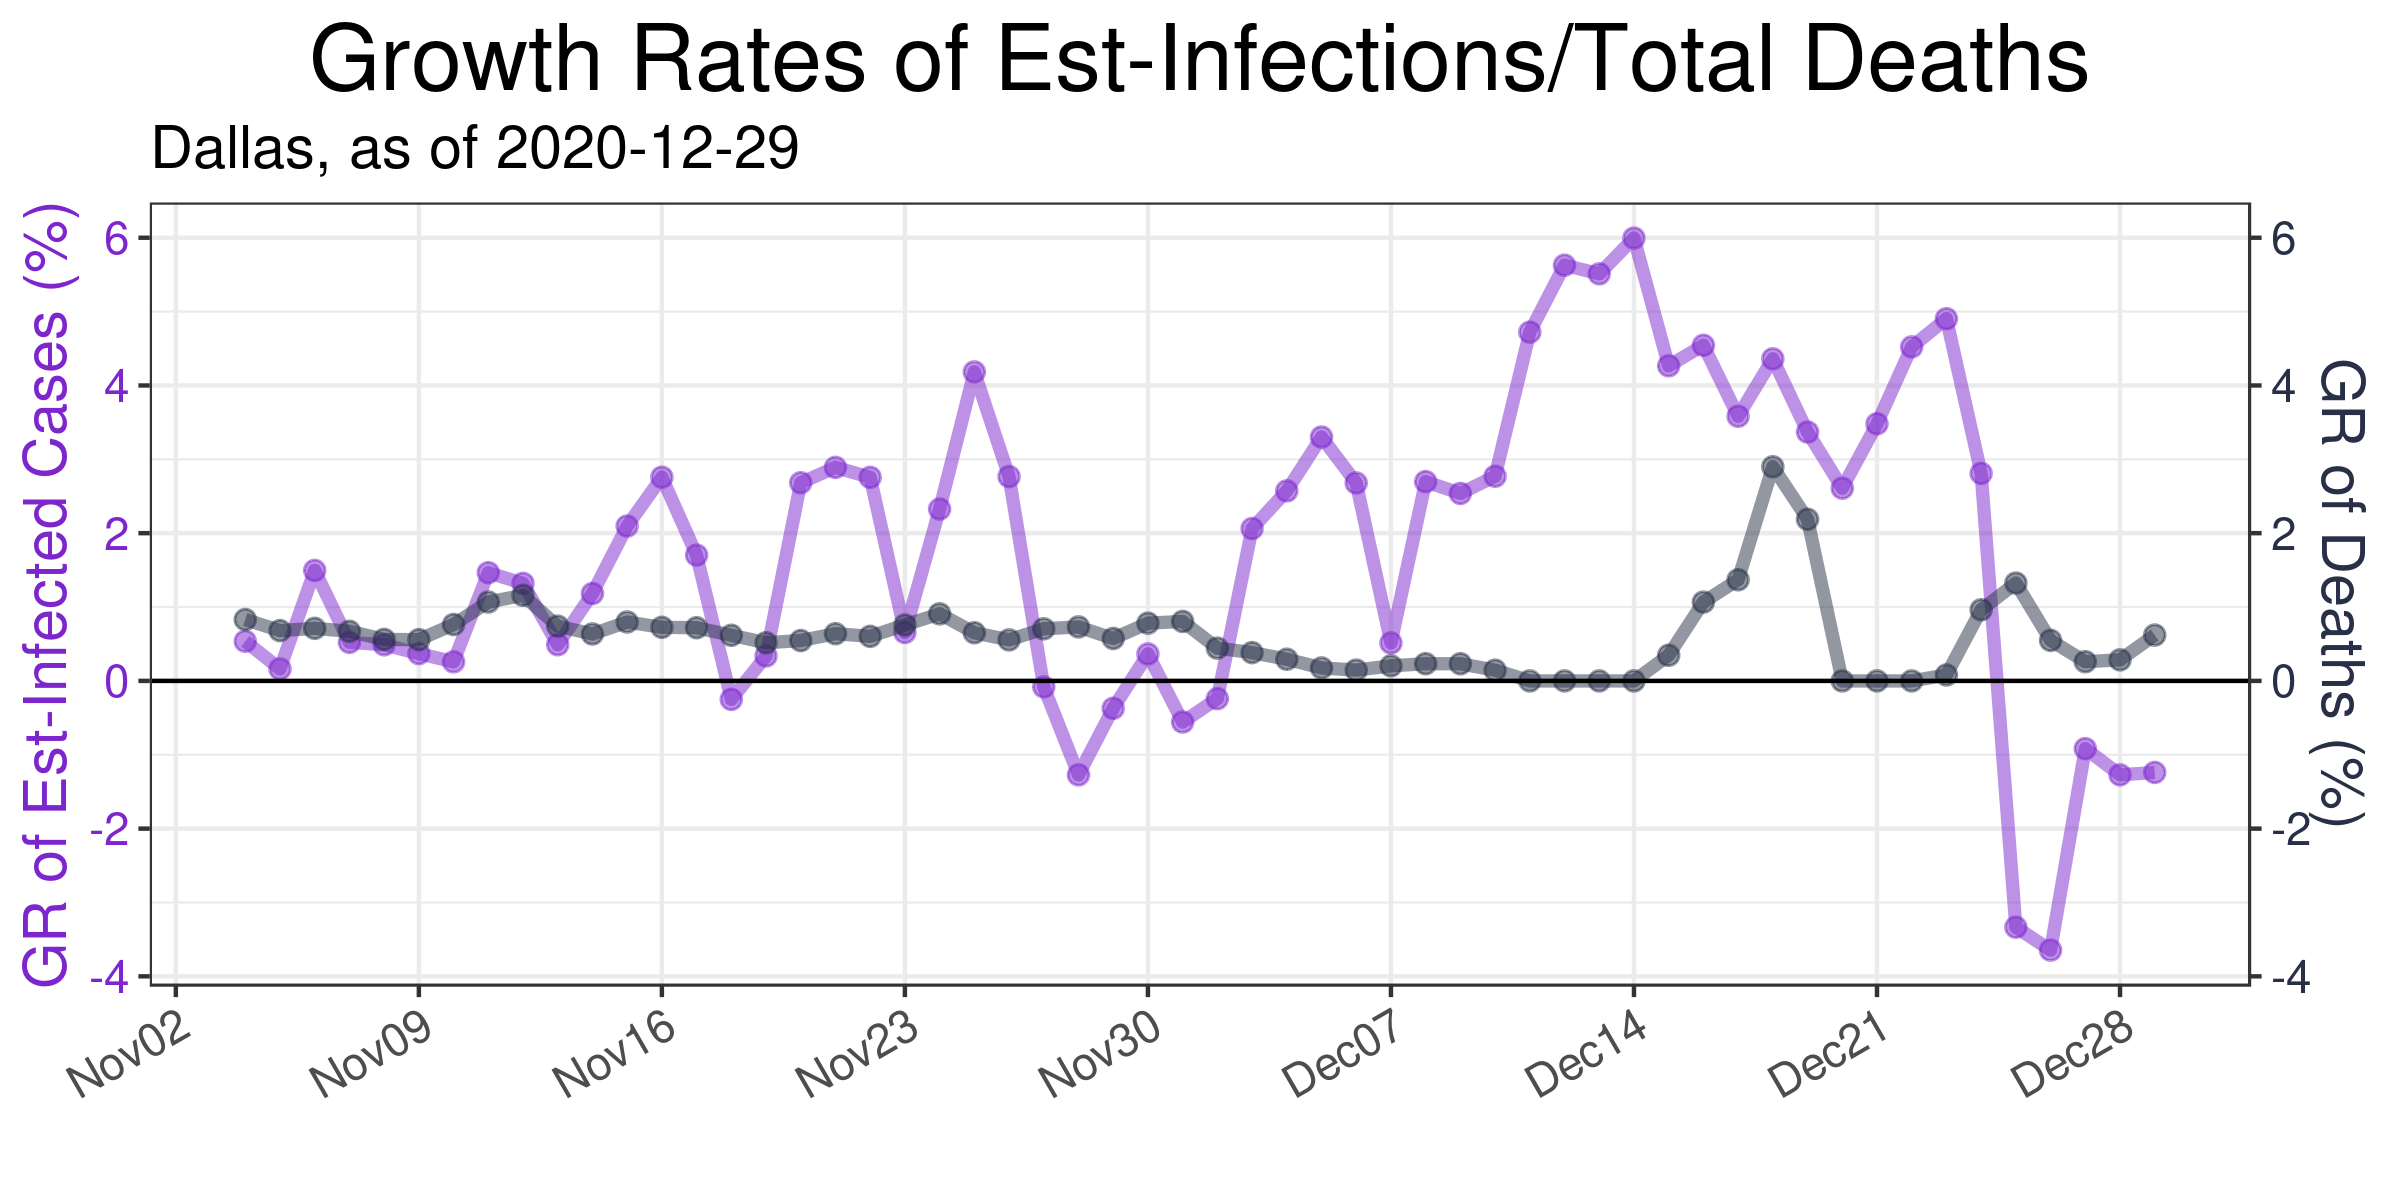 Growth Rates of Est-Infections/Total Deaths
Dallas, as of 2020-12-29
GR of Est-Infected Cases (%)
6
4
2
0
-2
-4
6
4
2
0
-2
-4
GR of Deaths (%)
Nov02
Nov09
Nov16
Nov23
Nov30
Dec07
Dec14
Dec21
Dec28